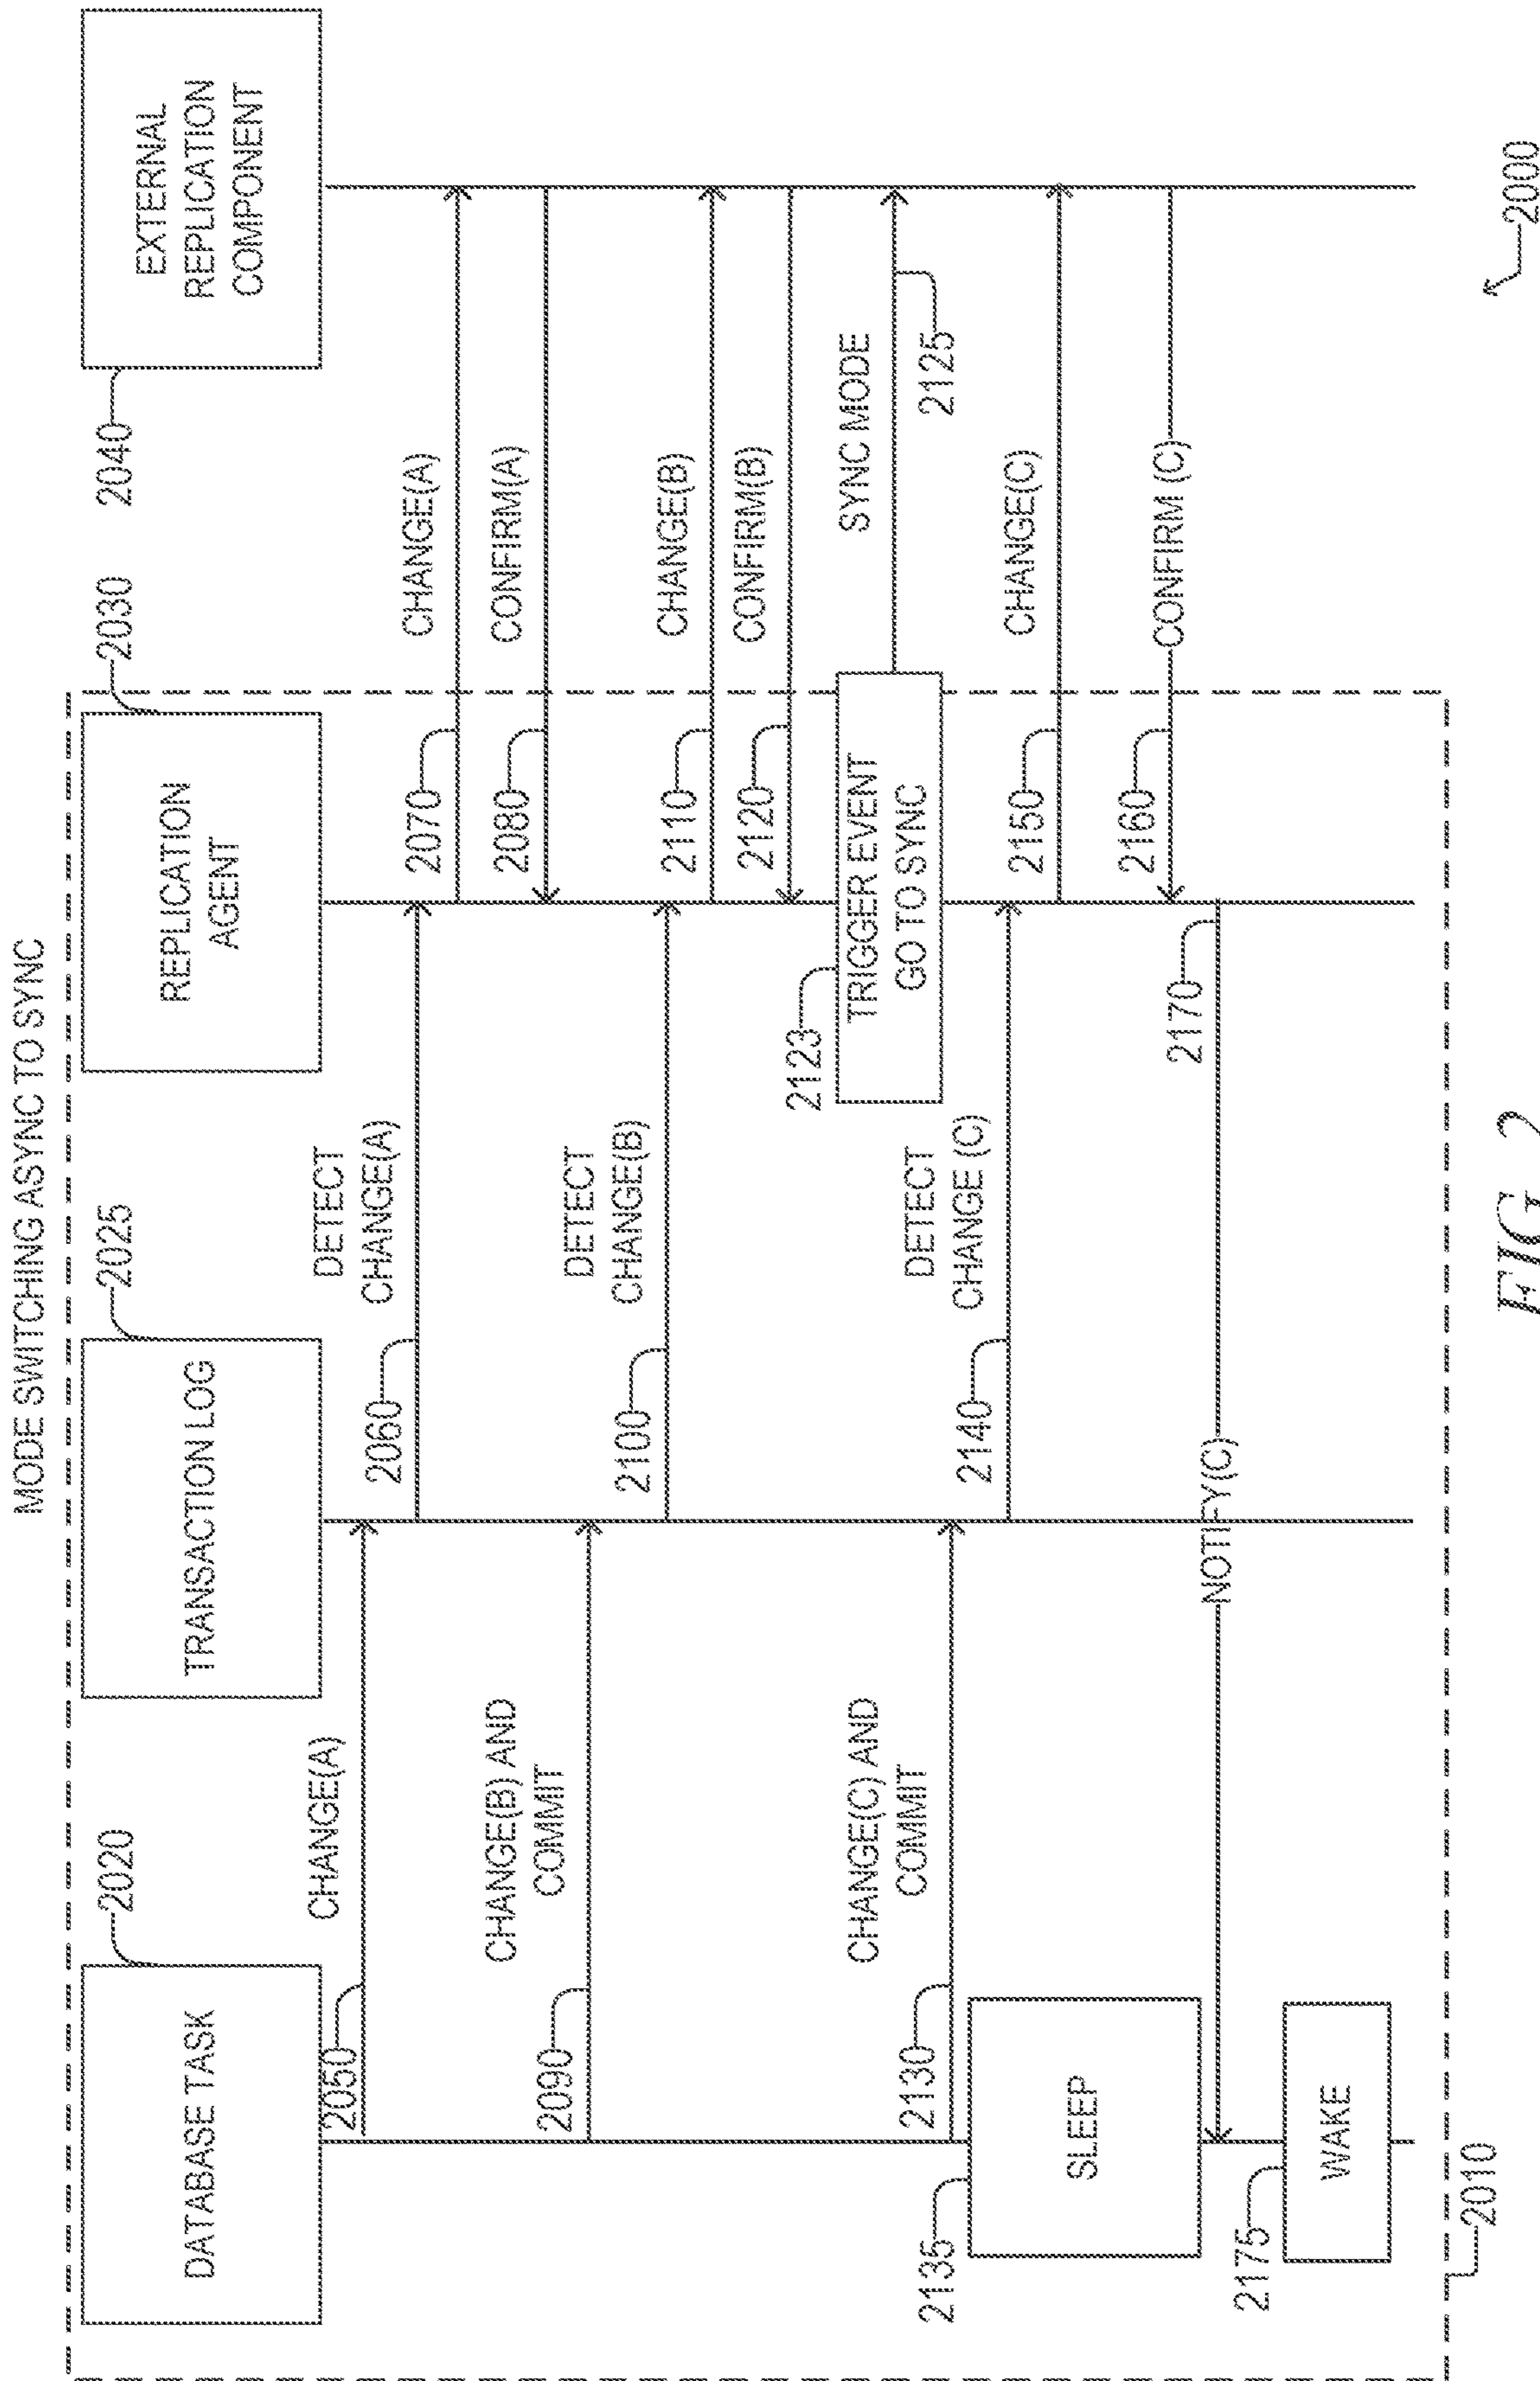 MODE SWITCHING ASYNC TO SYNC
DATABASE TASK
2020
TRANSACTION LOG
2025
REPLICATION
AGENT
2030
EXTERNAL
REPLICATION
COMPONENT
2040
2050
CHANGE(A)
2060
DETECT
CHANGE(A)
2070
CHANGE(A)
2080
CONFIRM(A)
2090
CHANGE(B) AND
COMMIT
2100
DETECT
CHANGE(B)
2110
CHANGE(B)
2120
CONFIRM(B)
2123
TRIGGER EVENT
GO TO SYNC
SYNC MODE
2125
2130
CHANGE(C) AND
COMMIT
2135
SLEEP
2140
DETECT
CHANGE (C)
2150
CHANGE(C)
2160
CONFIRM (C)
2170
NOTIFY(C)
2175
WAKE
2010
2000
FIG. 2